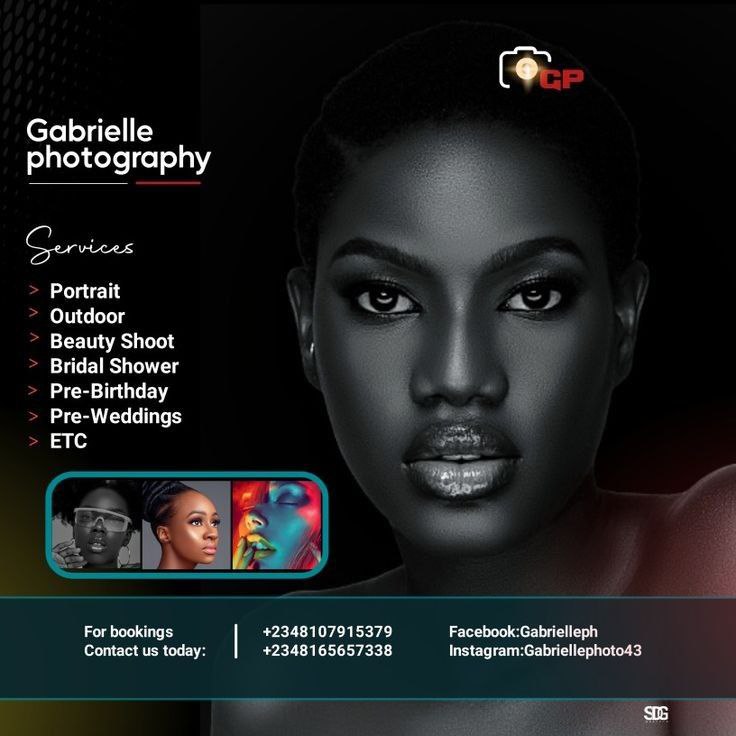 GP
Gabrielle
photography
Services
> Portrait
> Outdoor
> Beauty Shoot
> Bridal Shower
> Pre-Birthday
> Pre-Weddings
> ETC
For bookings
Contact us today:
+2348107915379
+2348165657338
Facebook:Gabrielleph
Instagram:Gabriellephoto43
SDG